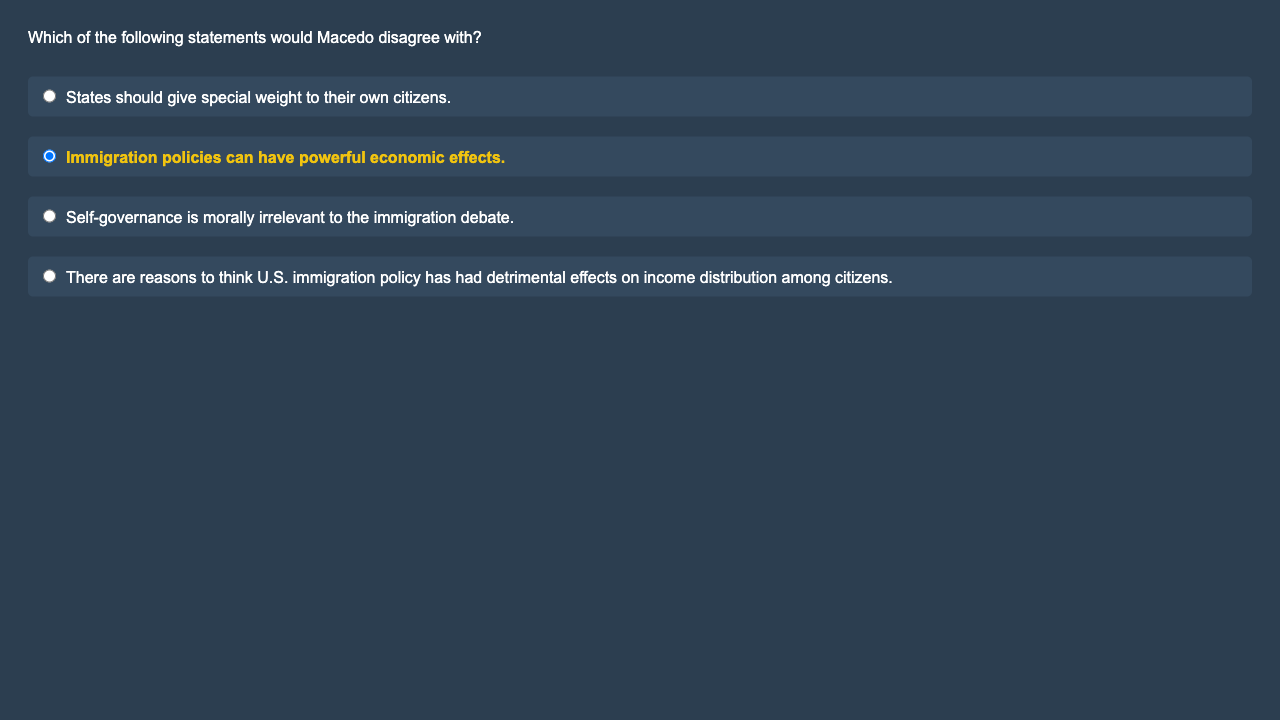 Which of the following statements would Macedo disagree with?
States should give special weight to their own citizens.
Immigration policies can have powerful economic effects.
Self-governance is morally irrelevant to the immigration debate.
There are reasons to think U.S. immigration policy has had detrimental effects on income distribution among citizens.